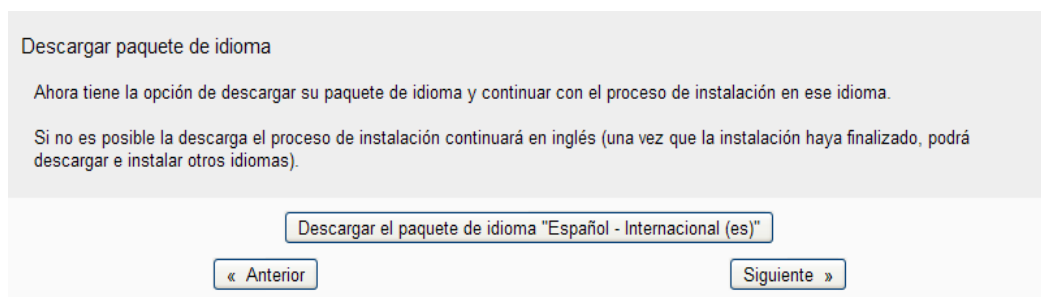 Descargar paquete de idioma
Ahora tiene la opción de descargar su paquete de idioma y continuar con el proceso de instalación en ese idioma.
Si no es posible la descarga el proceso de instalación continuará en inglés (una vez que la instalación haya finalizado, podrá
descargar e instalar otros idiomas).
Descargar el paquete de idioma "Español - Internacional (es)"
« Anterior
Siguiente »